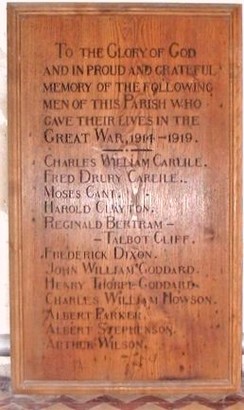 To the Glory of God
and in proud and grateful
memory of the following
men of this Parish who
gave their lives in the
Great War, 1914-1919.
Charles William Carlile.
Fred Drury Carlile.
Moses Cant.
Harold Clayton.
Reginald Bertram-
-Talbot Cliff.
Frederick Dixon.
John William Goddard.
Henry Thorpe Goddard.
Charles William Howson.
Albert Parker.
Albert Stephenson.
Arthur Wilson.